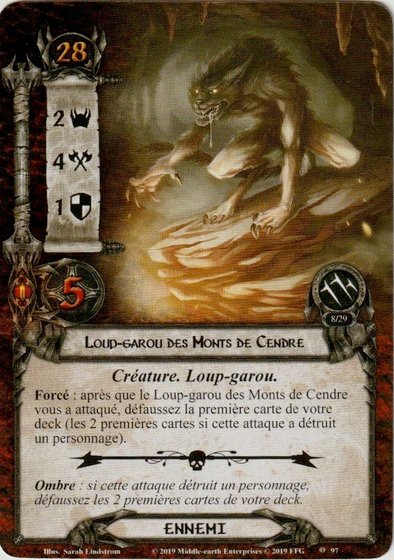 28
2
4
1
5
8/29
Loup-garou des Monts de Cendre
Créature. Loup-garou.
Forcé : après que le Loup-garou des Monts de Cendre
vous a attaqué, défaussez la première carte de votre
deck (les 2 premières cartes si cette attaque a détruit
un personnage).
Ombre : si cette attaque détruit un personnage,
défaussez les 2 premières cartes de votre deck.
ENNEMI
Illus. Sarah Lindstrom © 2019 Middle-earth Enterprises © 2019 FFG 97